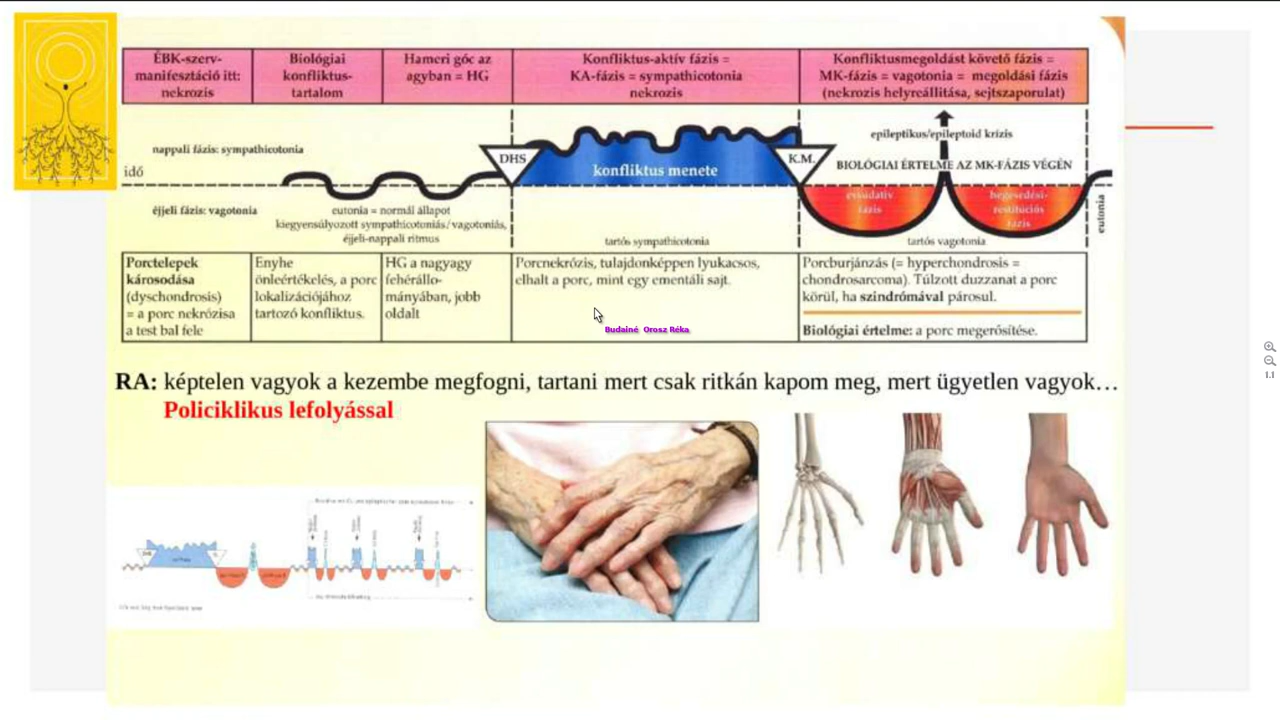 ÉBK-szerv-
manifesztáció itt:
nekrozis
Biológiai
konfliktus-
tartalom
Hameri góc az
agyban = HG
Konfliktus-aktív fázis =
KA-fázis = sympathicotonia
nekrozis
Konfliktusmegoldást követő fázis =
MK-fázis = vagotonia = megoldási fázis
(nekrozis helyreállítása, sejtszaporulat)
nappali fázis: sympathicotonia
idő
éjjeli fázis: vagotonia
eutonia = normál állapot
kiegyensúlyozott sympathicotoniás/vagotoniás,
éjjeli-nappali ritmus
DHS
konfliktus menete
K.M.
tartós sympathicotonia
epileptikus/epileptoid krízis
BIOLÓGIAI ÉRTELME AZ MK-FÁZIS VÉGÉN
exsudatív
fázis
hegesedési-
restitúciós
fázis
tartós vagotonia
eutonia
Porctelepek
károsodása
(dyschondrosis)
= a porc nekrózisa
a test bal fele
Enyhe
önleértékelés, a porc
lokalizációjához
tartozó konfliktus.
HG a nagyagy
fehérállo-
mányában, jobb
oldalt
Porcnekrózis, tulajdonképpen lyukacsos,
elhalt a porc, mint egy ementáli sajt.
Porcburjánzás (= hyperchondrosis =
chondrosarcoma). Túlzott duzzanat a porc
körül, ha szindrómával párosul.
Biológiai értelme: a porc megerősítése.
Budainé Orosz Réka
RA: képtelen vagyok a kezembe megfogni, tartani mert csak ritkán kapom meg, mert ügyetlen vagyok…
Policiklikus lefolyással
1.1